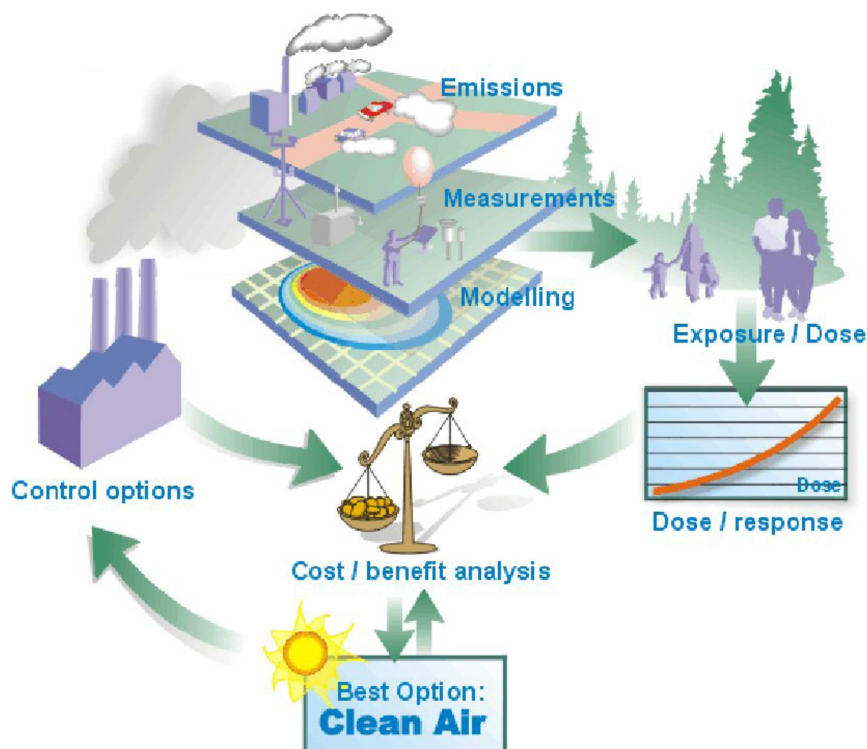 Emissions
Measurements
Modelling
Exposure / Dose
Control options
Dose
Dose / response
Cost / benefit analysis
Best Option:
Clean Air